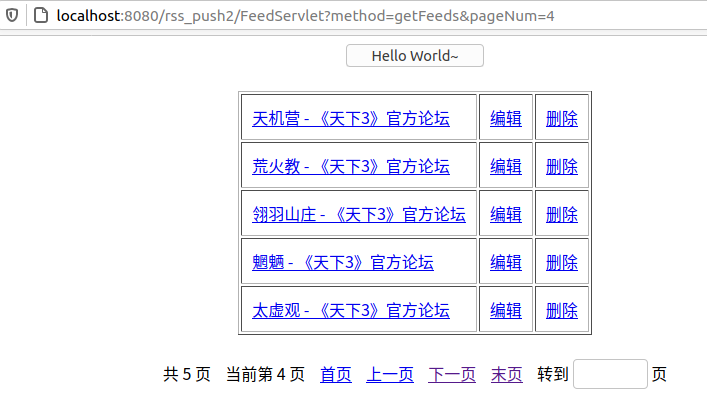 localhost:8080/rss_push2/FeedServlet?method=getFeeds&pageNum=4
Hello World~
天机营 - 《天下3》官方论坛 编辑 删除
荒火教 - 《天下3》官方论坛 编辑 删除
翎羽山庄 - 《天下3》官方论坛 编辑 删除
魍魉 - 《天下3》官方论坛 编辑 删除
太虚观 - 《天下3》官方论坛 编辑 删除
共 5 页 当前第 4 页 首页 上一页 下一页 末页 转到 页